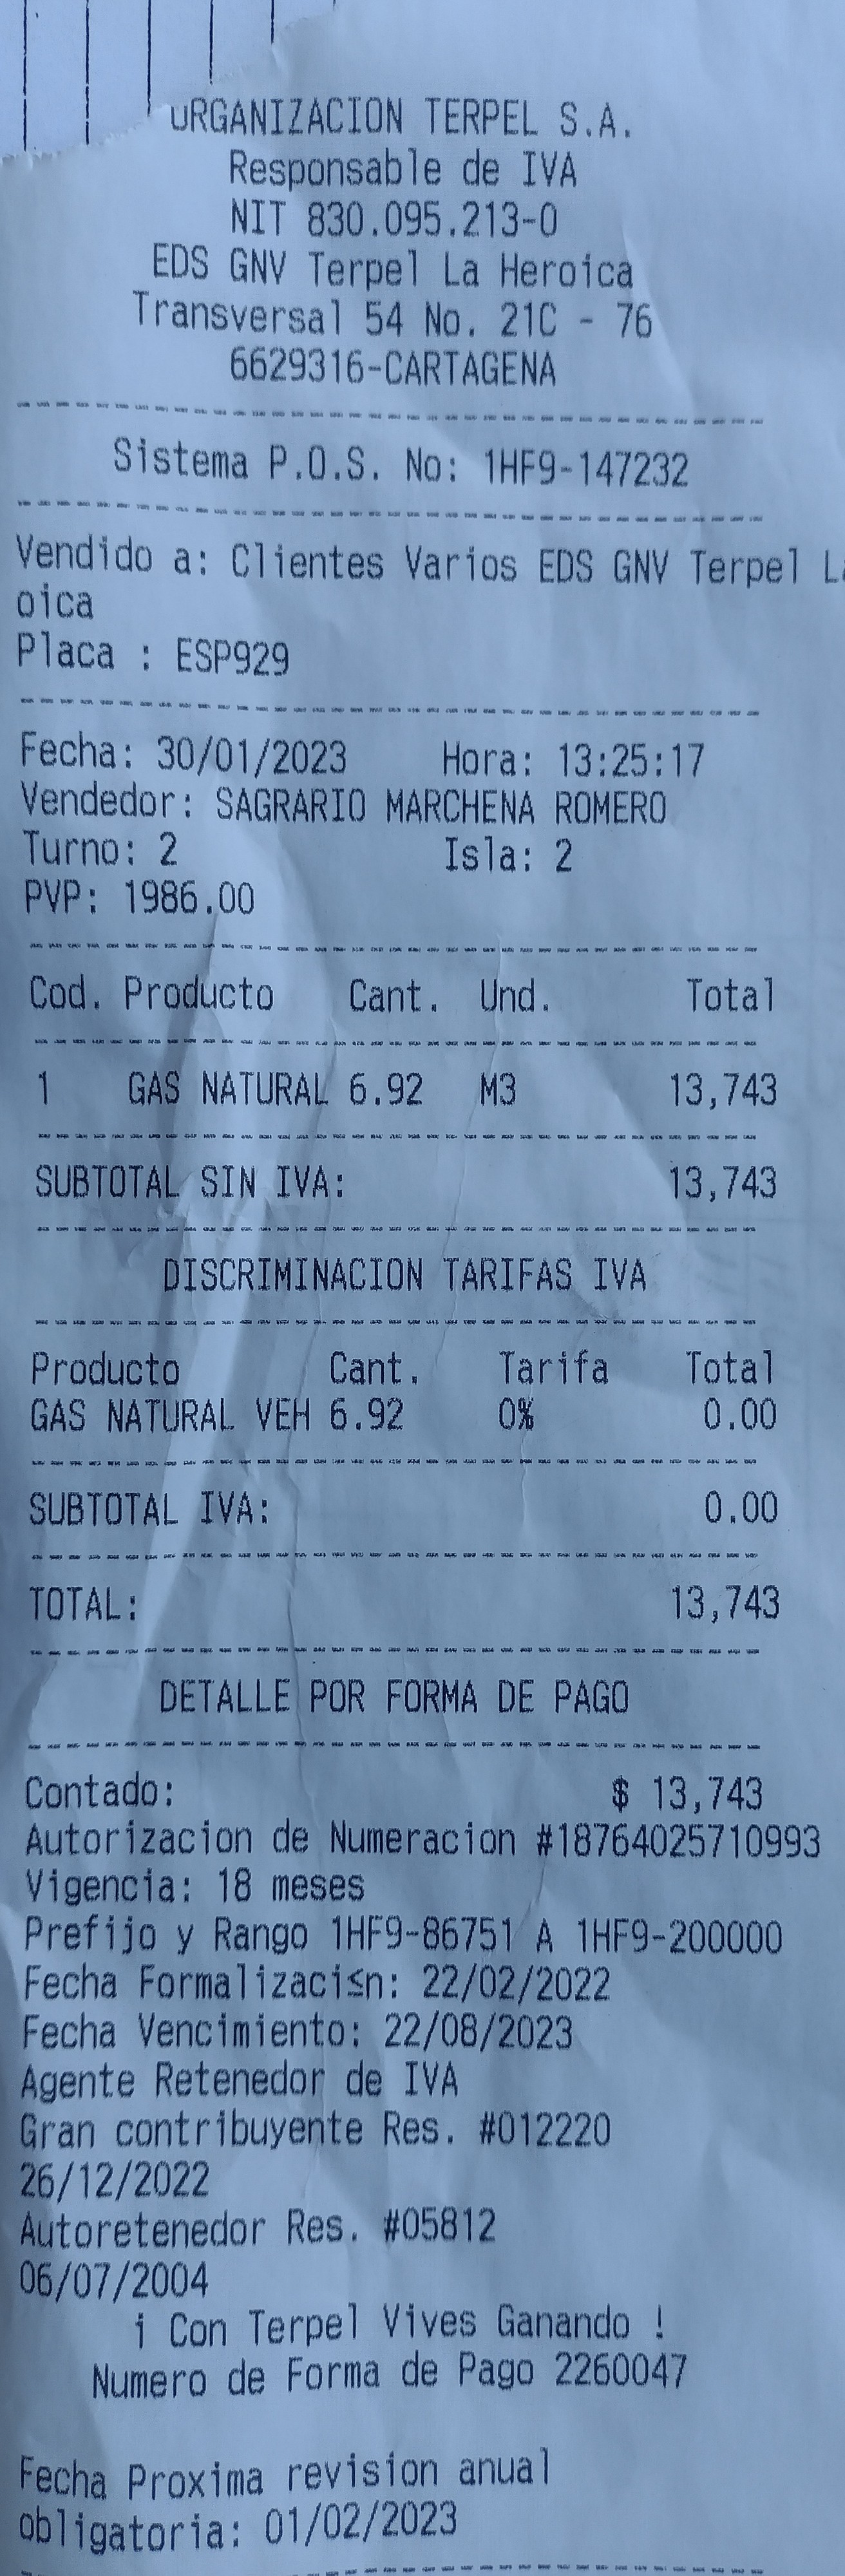 ORGANIZACION TERPEL S.A.
Responsable de IVA
NIT 830.095.213-0
EDS GNV Terpel La Heroica
Transversal 54 No. 21C - 76
6629316-CARTAGENA
Sistema P.O.S. No: 1HF9-147232
Vendido a: Clientes Varios EDS GNV Terpel La
oica
Placa : ESP929
Fecha: 30/01/2023 Hora: 13:25:17
Vendedor: SAGRARIO MARCHENA ROMERO
Turno: 2 Isla: 2
PVP: 1986.00
Cod. Producto Cant. Und. Total
1 GAS NATURAL 6.92 M3 13,743
SUBTOTAL SIN IVA: 13,743
DISCRIMINACION TARIFAS IVA
Producto Cant. Tarifa Total
GAS NATURAL VEH 6.92 0% 0.00
SUBTOTAL IVA: 0.00
TOTAL: 13,743
DETALLE POR FORMA DE PAGO
Contado: $ 13,743
Autorizacion de Numeracion #18764025710993
Vigencia: 18 meses
Prefijo y Rango 1HF9-86751 A 1HF9-200000
Fecha Formalizaci≤n: 22/02/2022
Fecha Vencimiento: 22/08/2023
Agente Retenedor de IVA
Gran contribuyente Res. #012220
26/12/2022
Autoretenedor Res. #05812
06/07/2004
¡ Con Terpel Vives Ganando !
Numero de Forma de Pago 2260047
Fecha Proxima revision anual
obligatoria: 01/02/2023